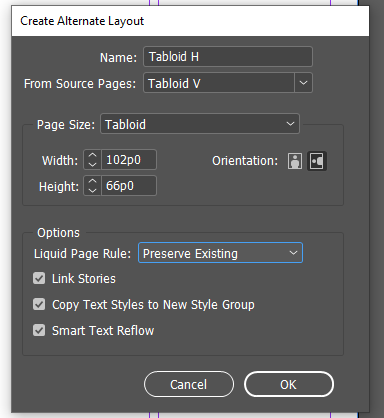 Create Alternate Layout
Name: Tabloid H
From Source Pages: Tabloid V
Page Size: Tabloid
Width: 102p0 Orientation:
Height: 66p0
Options
Liquid Page Rule: Preserve Existing
Link Stories
Copy Text Styles to New Style Group
Smart Text Reflow
Cancel OK